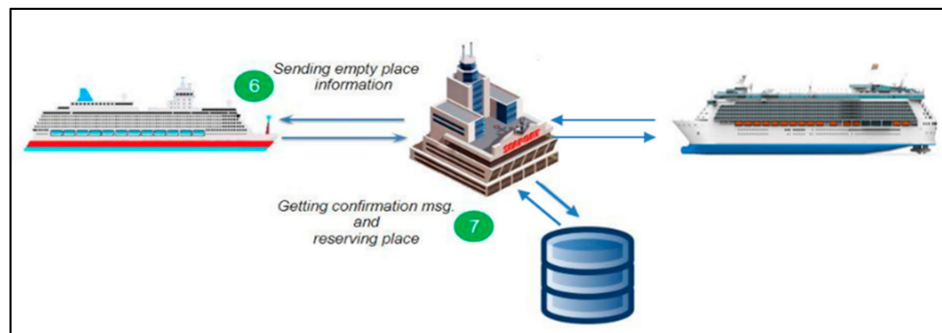 6
Sending empty place
information
Getting confirmation msg.
and
reserving place
7